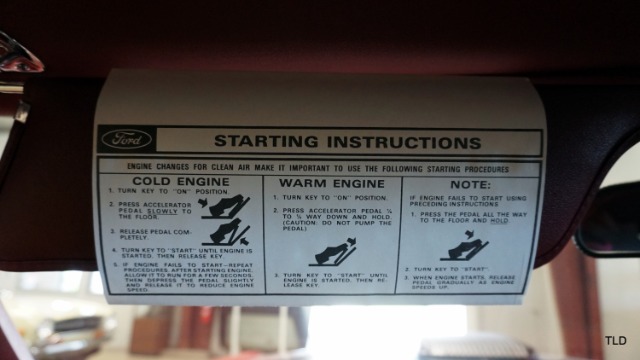 Ford
STARTING INSTRUCTIONS
ENGINE CHANGES FOR CLEAN AIR MAKE IT IMPORTANT TO USE THE FOLLOWING STARTING PROCEDURES
COLD ENGINE
1. TURN KEY TO "ON" POSITION.
2. PRESS ACCELERATOR
PEDAL SLOWLY TO
THE FLOOR.
3. RELEASE PEDAL COM-
PLETELY.
4. TURN KEY TO "START" UNTIL ENGINE IS
STARTED. THEN RELEASE KEY.
5. IF ENGINE FAILS TO START—REPEAT
PROCEDURES. AFTER STARTING ENGINE,
ALLOW IT TO RUN FOR A FEW SECONDS,
THEN DEPRESS THE PEDAL SLIGHTLY
AND RELEASE IT TO REDUCE ENGINE
SPEED.
WARM ENGINE
1. TURN KEY TO "ON" POSITION.
2. PRESS ACCELERATOR PEDAL ¼
TO ½ WAY DOWN AND HOLD.
(CAUTION: DO NOT PUMP THE
PEDAL)
3. TURN KEY TO "START" UNTIL
ENGINE IS STARTED, THEN RE-
LEASE KEY.
NOTE:
IF ENGINE FAILS TO START USING
PRECEDING INSTRUCTIONS
1. PRESS THE PEDAL ALL THE WAY
TO THE FLOOR AND HOLD.
2. TURN KEY TO "START".
3. WHEN ENGINE STARTS, RELEASE
PEDAL GRADUALLY AS ENGINE
SPEEDS UP.
TLD